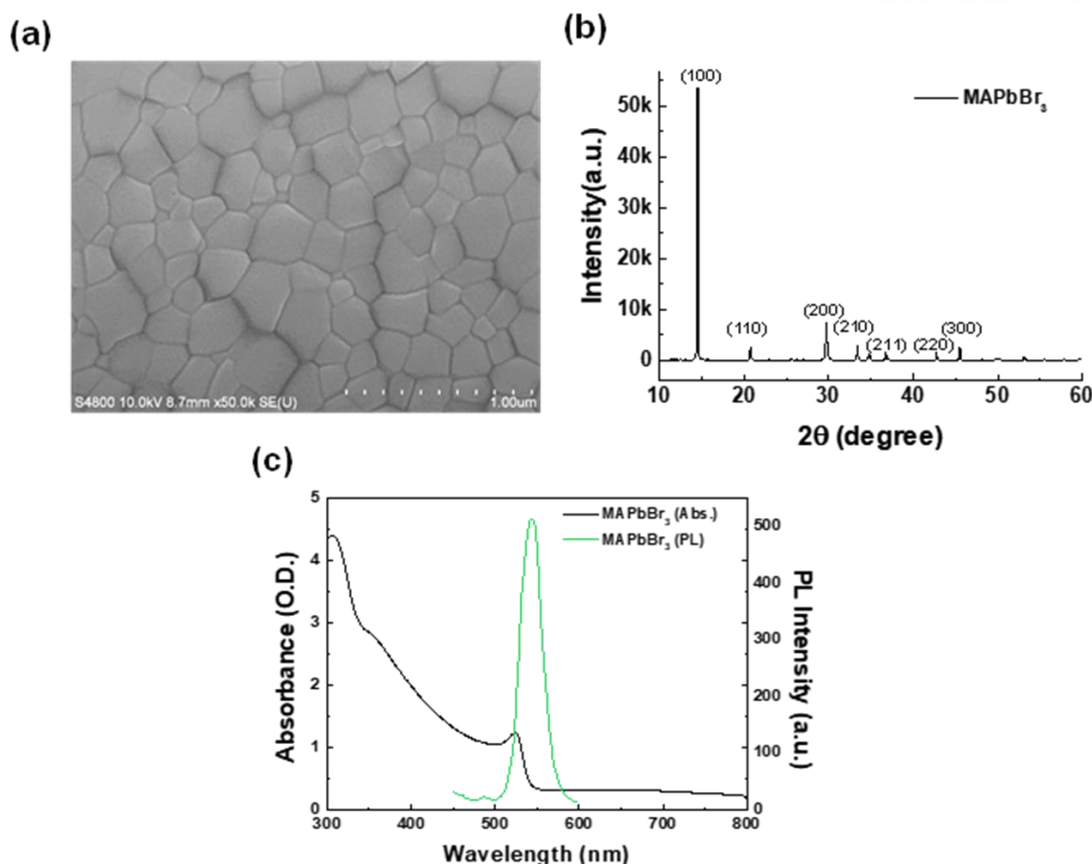 (a)
S4800 10.0kV 8.7mm x50.0k SE(U)
1.00um
(b)
(100)
MAPbBr₃
50k
40k
30k
20k
10k
0
Intensity(a.u.)
(110)
(200)
(210)
(211)
(220)
(300)
10
20
30
40
50
60
2θ (degree)
(c)
MAPbBr₃ (Abs.)
MAPbBr₃ (PL)
5
4
3
2
1
0
Absorbance (O.D.)
500
400
300
200
100
0
PL Intensity (a.u.)
300
400
500
600
700
800
Wavelength (nm)